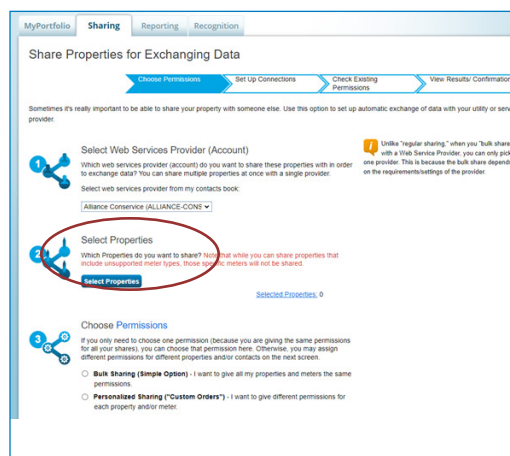 MyPortfolio Sharing Reporting Recognition
Share Properties for Exchanging Data
Choose Permissions
Set Up Connections
Check Existing
Permissions
View Results/ Confirmation
Sometimes it's really important to be able to share your property with someone else. Use this option to set up automatic exchange of data with your utility or serv
provider.
1
Select Web Services Provider (Account)
Which web services provider (account) do you want to share these properties with in order
to exchange data? You can share multiple properties at once with a single provider.
Select web services provider from my contacts book:
Alliance Conservice (ALLIANCE-CONS
Unlike "regular sharing," when you "bulk share
with a Web Service Provider, you can only pick
one provider. This is because the bulk share depends
on the requirements/settings of the provider.
2
Select Properties
Which Properties do you want to share? Note that while you can share properties that
include unsupported meter types, those specific meters will not be shared.
Select Properties
Selected Properties: 0
3
Choose Permissions
If you only need to choose one permission (because you are giving the same permissions
for all your shares), you can choose that permission here. Otherwise, you may assign
different permissions for different properties and/or contacts on the next screen.
Bulk Sharing (Simple Option) - I want to give all my properties and meters the same
permissions.
Personalized Sharing ("Custom Orders") - I want to give different permissions for
each property and/or meter.